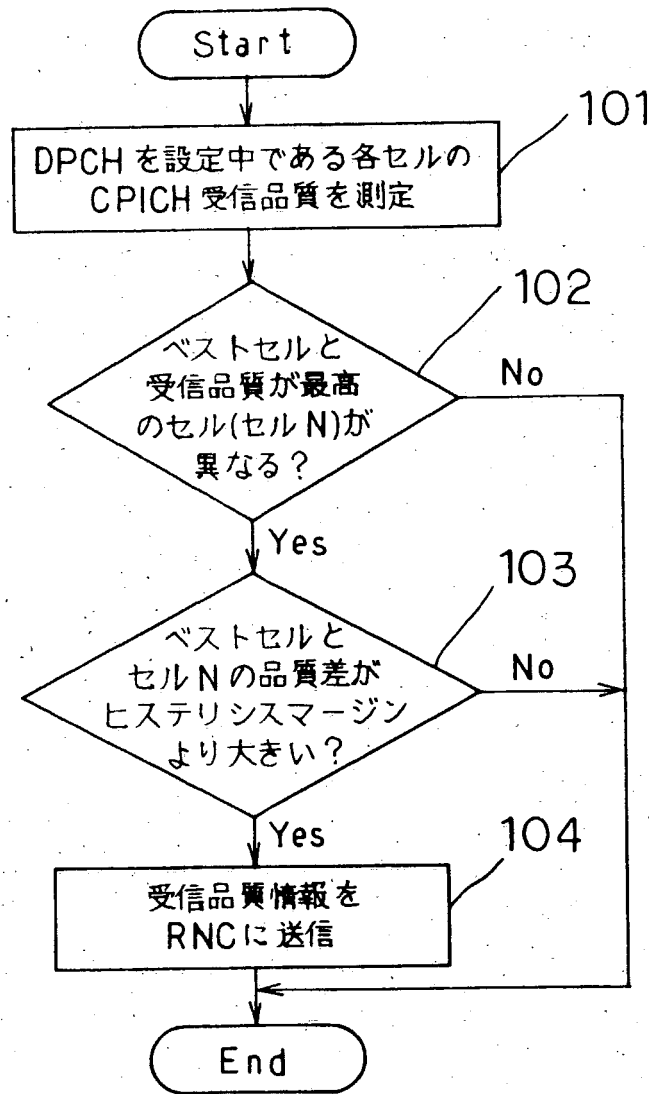 Start
101
DPCHを設定中である各セルの
CPICH 受信品質を測定
102
ベストセルと
受信品質が最高
のセル(セルN)が
異なる?
No
Yes
103
ベストセルと
セルNの品質差が
ヒステリシスマージン
より大きい?
No
Yes
104
受信品質情報を
RNCに送信
End